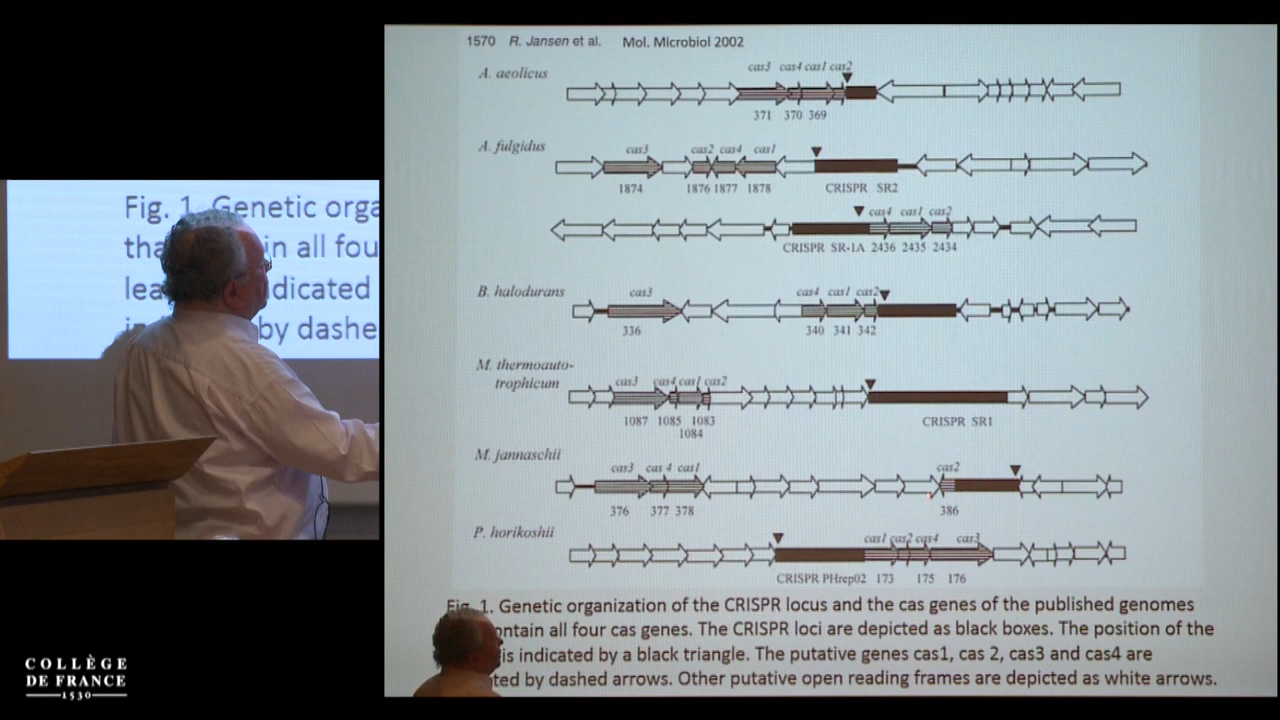 1570 R. Jansen et al. Mol. Microbiol 2002
cas3 cas4 cas1 cas2
A. aeolicus
371 370 369
A. fulgidus
cas3 cas2 cas4 cas1
1874 1876 1877 1878 CRISPR SR2
cas4 cas1 cas2
CRISPR SR-1A 2436 2435 2434
B. halodurans
cas3 cas4 cas1 cas2
336 340 341 342
M. thermoauto-
trophicum
cas3 cas4 cas1 cas2
1087 1085 1083 CRISPR SR1
1084
M. jannaschii
cas3 cas 4 cas1 cas2
376 377 378 386
P. horikoshii
cas1 cas2 cas4 cas3
CRISPR PHrep02 173 175 176
Fig. 1. Genetic organization of the CRISPR locus and the cas genes of the published genomes
ntain all four cas genes. The CRISPR loci are depicted as black boxes. The position of the
is indicated by a black triangle. The putative genes cas1, cas 2, cas3 and cas4 are
ted by dashed arrows. Other putative open reading frames are depicted as white arrows.
Fig. 1. Genetic orga
tha n all fou
lea dicated
by dashe
COLLÈGE
DE FRANCE
1530